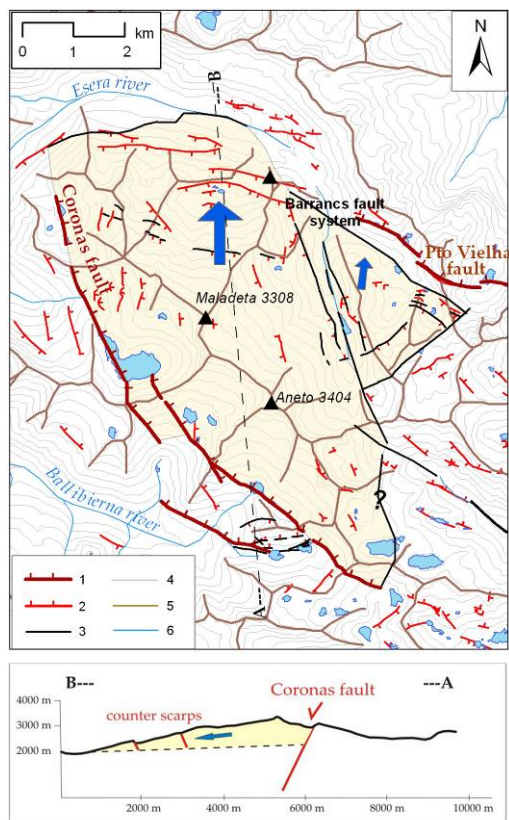 0 1 2
km
N
Esera river
B---
Coronas fault
Barrancs fault
system
Pto Vielha
fault
Maladeta 3308
Aneto 3404
Ballibierna river
?
A---
1 4
2 5
3 6
B--- Coronas fault ---A
4000 m
counter scarps
3000 m
2000 m
2000 m 4000 m 6000 m 8000 m 10000 m